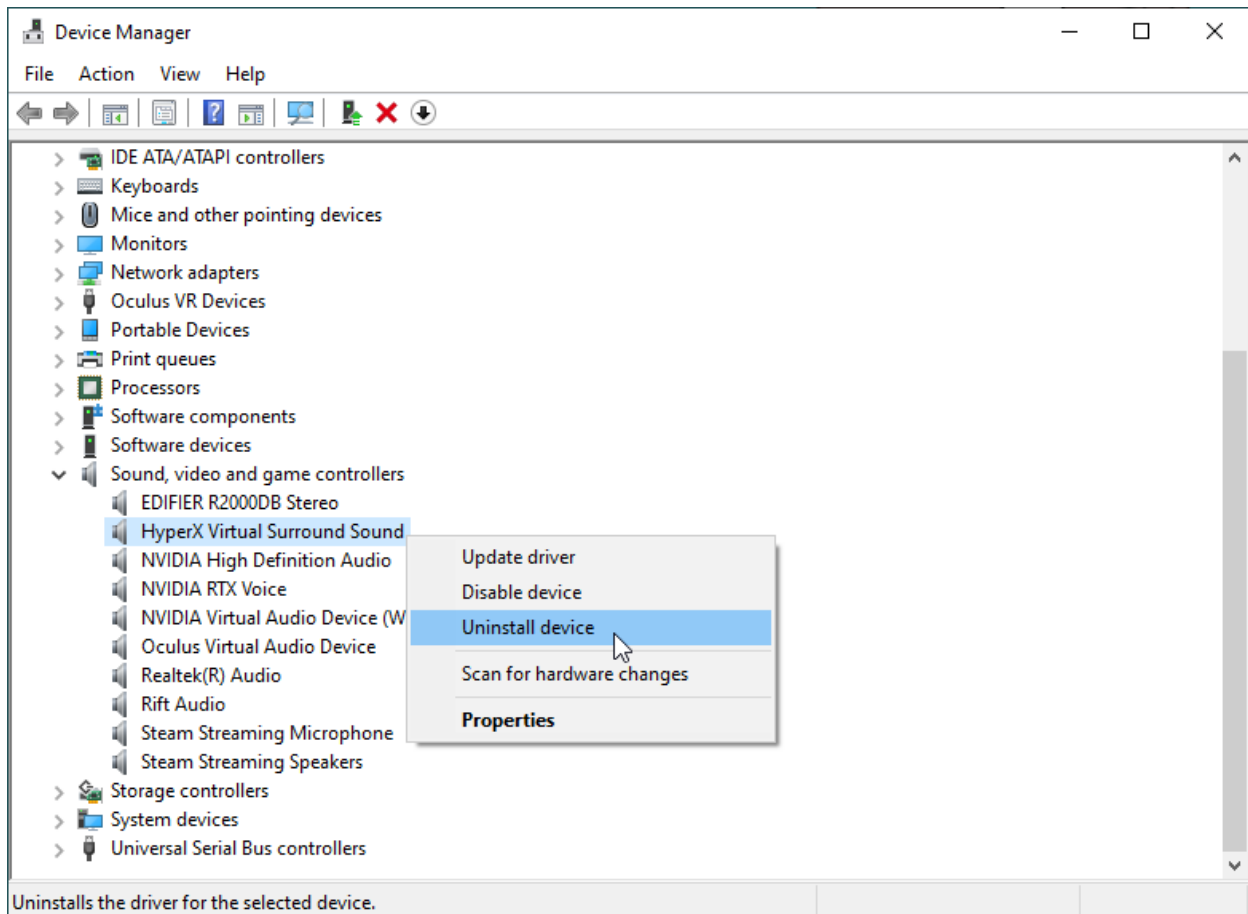 Device Manager
File Action View Help
IDE ATA/ATAPI controllers
Keyboards
Mice and other pointing devices
Monitors
Network adapters
Oculus VR Devices
Portable Devices
Print queues
Processors
Software components
Software devices
Sound, video and game controllers
EDIFIER R2000DB Stereo
HyperX Virtual Surround Sound
NVIDIA High Definition Audio
NVIDIA RTX Voice
NVIDIA Virtual Audio Device (W
Oculus Virtual Audio Device
Realtek(R) Audio
Rift Audio
Steam Streaming Microphone
Steam Streaming Speakers
Update driver
Disable device
Uninstall device
Scan for hardware changes
Properties
Storage controllers
System devices
Universal Serial Bus controllers
Uninstalls the driver for the selected device.